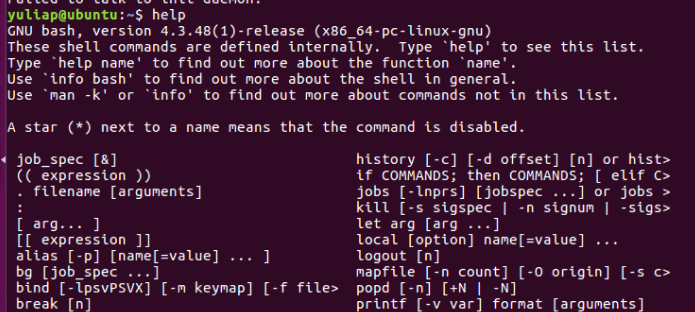 Failed to talk to init daemon.
yuliap@ubuntu:~$ help
GNU bash, version 4.3.48(1)-release (x86_64-pc-linux-gnu)
These shell commands are defined internally.  Type `help' to see this list.
Type `help name' to find out more about the function `name'.
Use `info bash' to find out more about the shell in general.
Use `man -k' or `info' to find out more about commands not in this list.

A star (*) next to a name means that the command is disabled.

job_spec [&]                            history [-c] [-d offset] [n] or hist>
(( expression ))                        if COMMANDS; then COMMANDS; [ elif C>
. filename [arguments]                  jobs [-lnprs] [jobspec ...] or jobs >
:                                       kill [-s sigspec | -n signum | -sigs>
[ arg... ]                              let arg [arg ...]
[[ expression ]]                        local [option] name[=value] ...
alias [-p] [name[=value] ... ]          logout [n]
bg [job_spec ...]                       mapfile [-n count] [-O origin] [-s c>
bind [-lpsvPSVX] [-m keymap] [-f file>  popd [-n] [+N | -N]
break [n]                               printf [-v var] format [arguments]